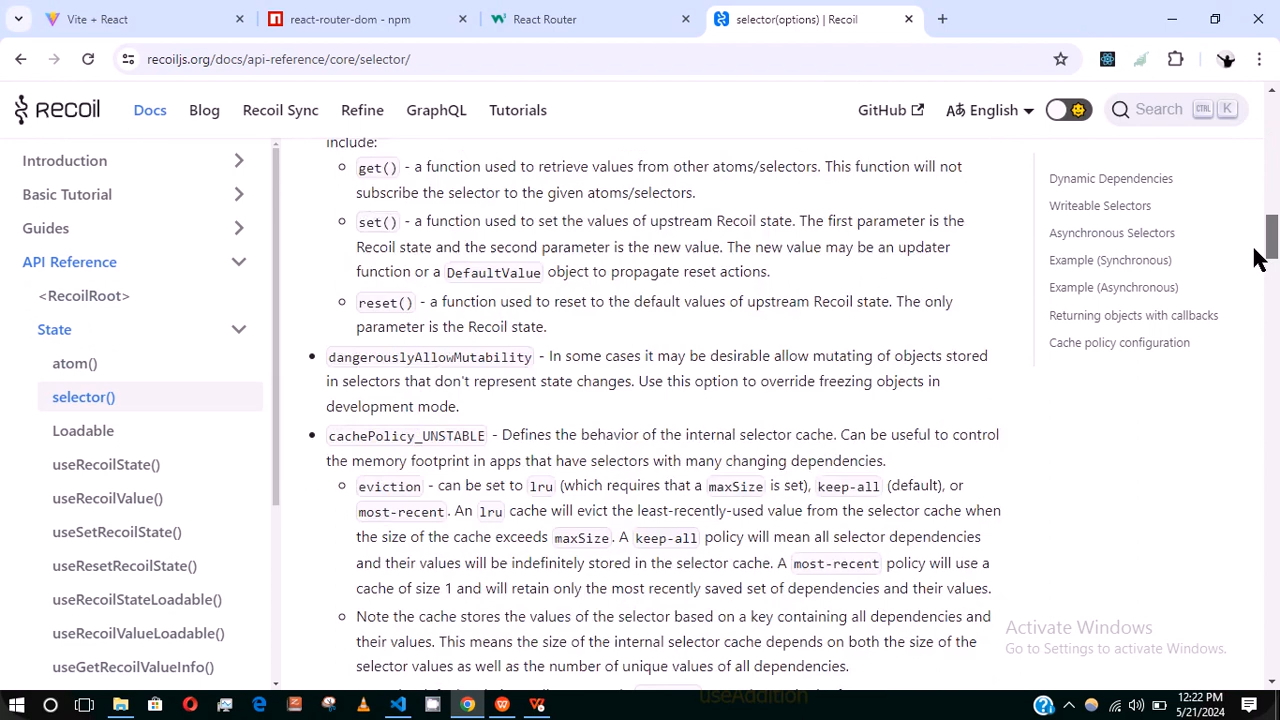 Vite + React
react-router-dom - npm
React Router
selector(options) | Recoil
recoiljs.org/docs/api-reference/core/selector/
RECOIL
Docs
Blog
Recoil Sync
Refine
GraphQL
Tutorials
GitHub
English
Search CTRL K
Introduction
Basic Tutorial
Guides
API Reference
<RecoilRoot>
State
atom()
selector()
Loadable
useRecoilState()
useRecoilValue()
useSetRecoilState()
useResetRecoilState()
useRecoilStateLoadable()
useRecoilValueLoadable()
useGetRecoilValueInfo()
include:
get() - a function used to retrieve values from other atoms/selectors. This function will not
subscribe the selector to the given atoms/selectors.
set() - a function used to set the values of upstream Recoil state. The first parameter is the
Recoil state and the second parameter is the new value. The new value may be an updater
function or a DefaultValue object to propagate reset actions.
reset() - a function used to reset to the default values of upstream Recoil state. The only
parameter is the Recoil state.
dangerouslyAllowMutability - In some cases it may be desirable allow mutating of objects stored
in selectors that don't represent state changes. Use this option to override freezing objects in
development mode.
cachePolicy_UNSTABLE - Defines the behavior of the internal selector cache. Can be useful to control
the memory footprint in apps that have selectors with many changing dependencies.
eviction - can be set to lru (which requires that a maxSize is set), keep-all (default), or
most-recent. An lru cache will evict the least-recently-used value from the selector cache when
the size of the cache exceeds maxSize. A keep-all policy will mean all selector dependencies
and their values will be indefinitely stored in the selector cache. A most-recent policy will use a
cache of size 1 and will retain only the most recently saved set of dependencies and their values.
Note the cache stores the values of the selector based on a key containing all dependencies and
their values. This means the size of the internal selector cache depends on both the size of the
selector values as well as the number of unique values of all dependencies.
Dynamic Dependencies
Writeable Selectors
Asynchronous Selectors
Example (Synchronous)
Example (Asynchronous)
Returning objects with callbacks
Cache policy configuration
Activate Windows
Go to Settings to activate Windows.
useAddition
12:22 PM
5/21/2024